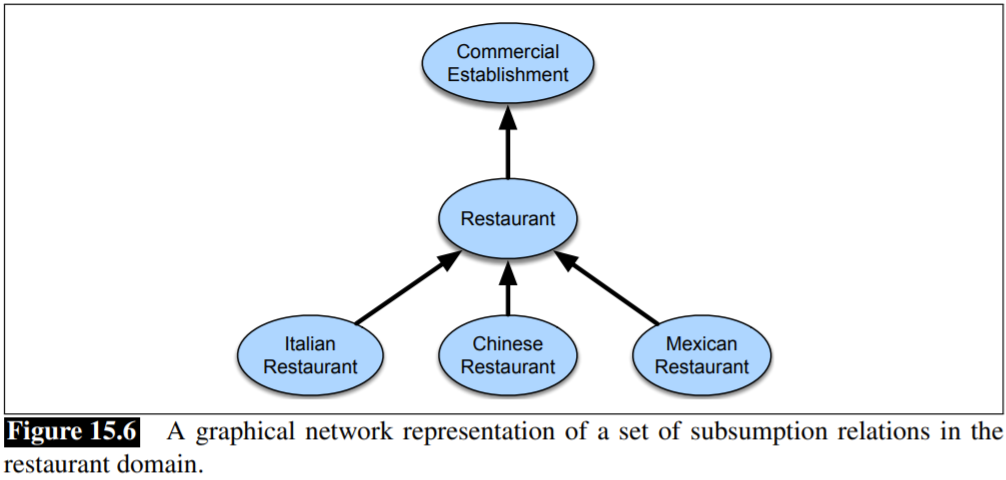 Commercial
Establishment
Restaurant
Italian
Restaurant
Chinese
Restaurant
Mexican
Restaurant
Figure 15.6 A graphical network representation of a set of subsumption relations in the
restaurant domain.